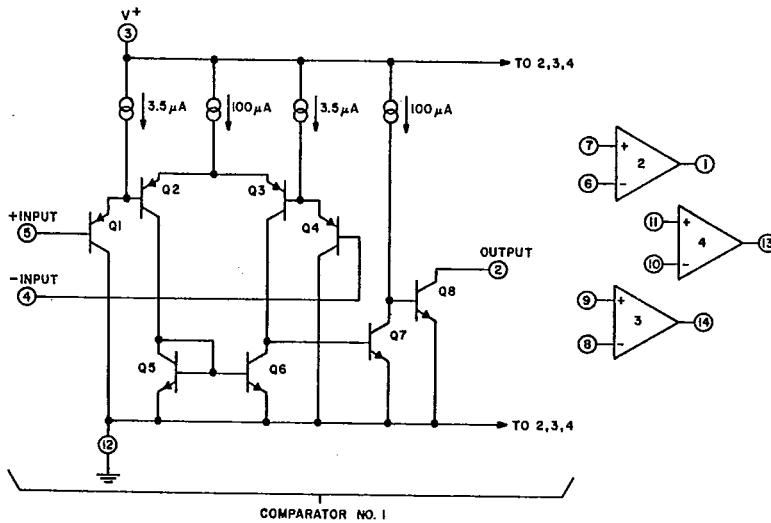 V+
3
TO 2,3,4
3.5µA
100µA
3.5µA
100µA
Q2
Q3
Q1
Q4
+INPUT
5
-INPUT
4
OUTPUT
2
Q8
Q7
Q5
Q6
12
TO 2,3,4
COMPARATOR NO. 1
7
+
2
1
6
-
11
+
4
13
10
-
9
+
3
14
8
-